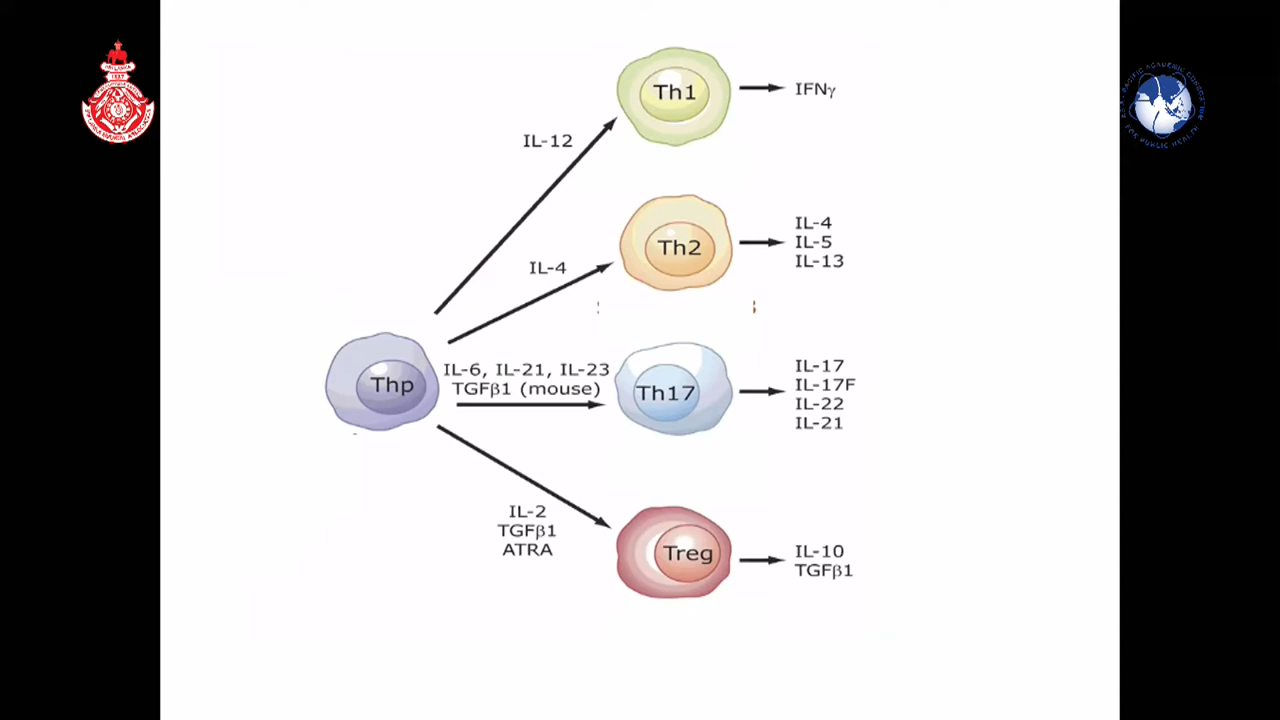 Th1
IFNγ
IL-12
Th2
IL-4
IL-5
IL-13
IL-4
Thp
IL-6, IL-21, IL-23
TGFβ1 (mouse)
Th17
IL-17
IL-17F
IL-22
IL-21
IL-2
TGFβ1
ATRA
Treg
IL-10
TGFβ1